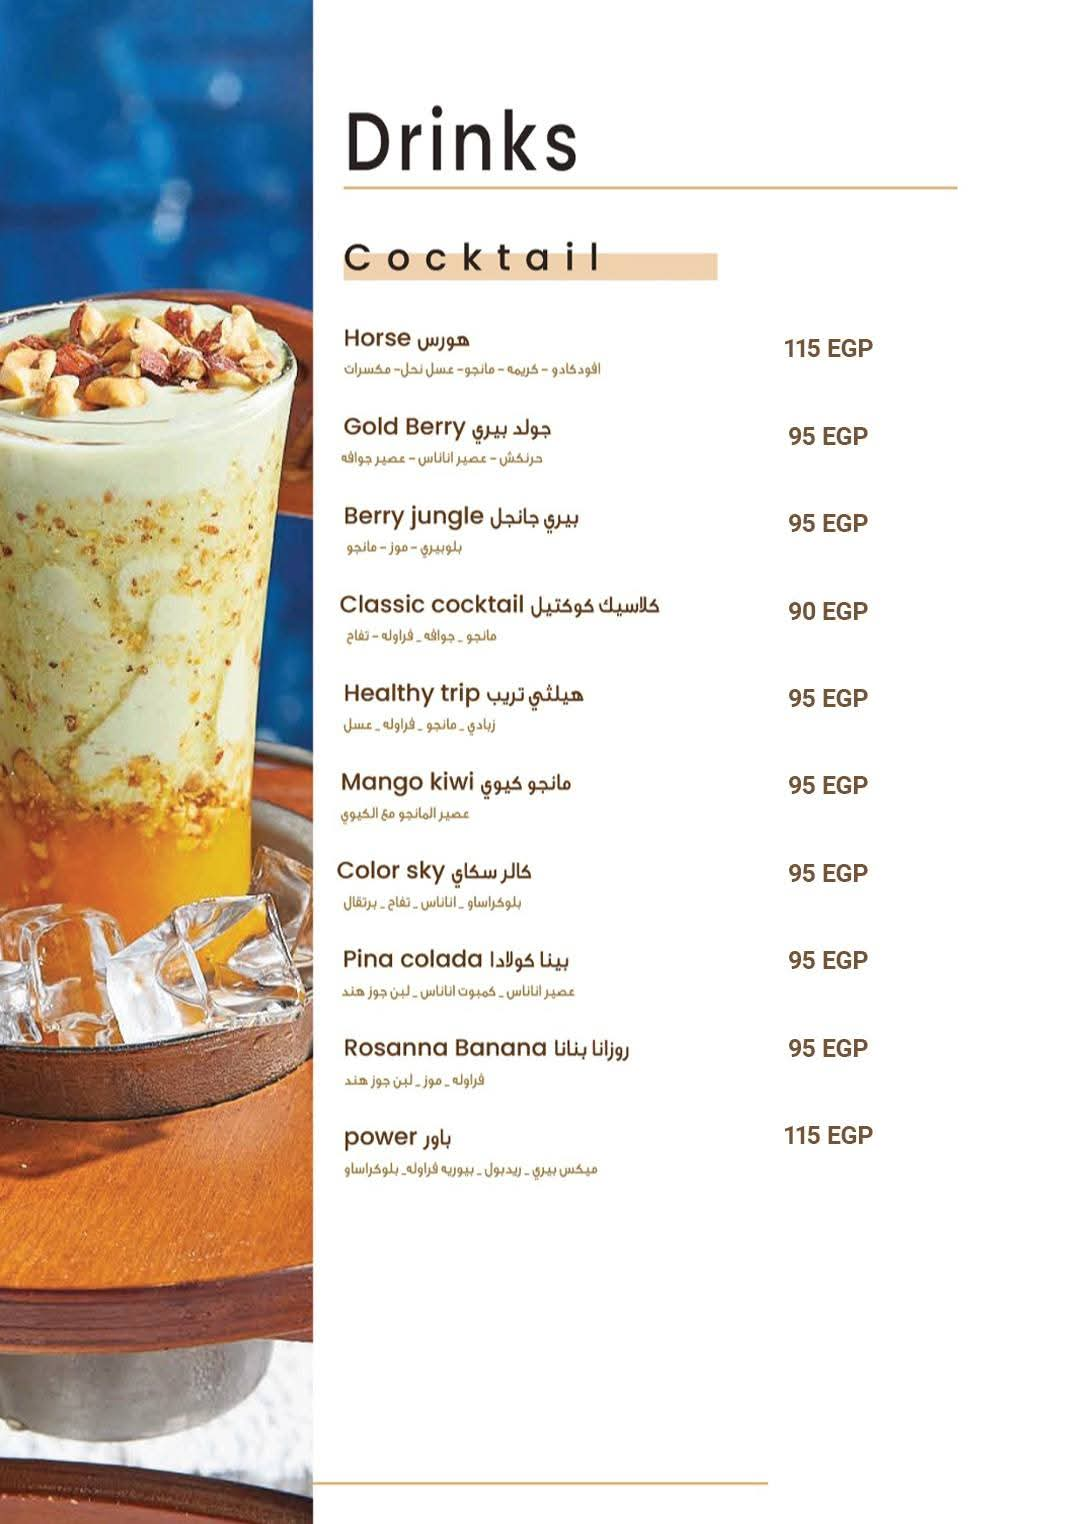 Drinks
Cocktail
Horse هورس 115 EGP
افودكادو - كريمه - مانجو- عسل نحل- مكسرات
Gold Berry جولد بيري 95 EGP
حرنكش - عصير اناناس - عصير جوافه
Berry jungle بيري جانجل 95 EGP
بلوبيري - موز - مانجو
Classic cocktail كلاسيك كوكتيل 90 EGP
مانجو _ جوافه _ فراوله - تفاح
Healthy trip هيلثي تريب 95 EGP
زبادي _ مانجو _ فراوله _ عسل
Mango kiwi مانجو كيوي 95 EGP
عصير المانجو مع الكيوي
Color sky كالر سكاي 95 EGP
بلوكراساو _ اناناس _ تفاح _ برتقال
Pina colada بينا كولادا 95 EGP
عصير اناناس _ كمبوت اناناس _ لبن جوز هند
Rosanna Banana روزانا بنانا 95 EGP
فراوله _ موز _ لبن جوز هند
power باور 115 EGP
ميكس بيري _ ريدبول _ بيوريه فراوله_ بلوكراساو